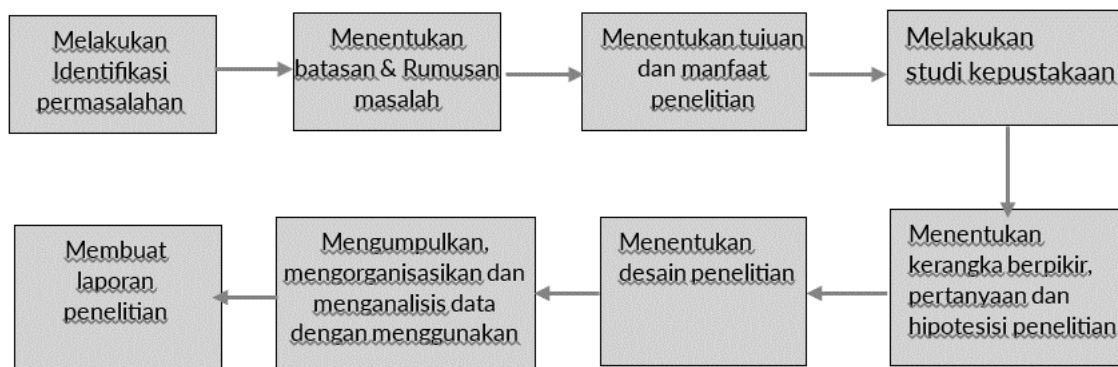 Melakukan
Identifikasi
permasalahan
Menentukan
batasan & Rumusan
masalah
Menentukan tujuan
dan manfaat
penelitian
Melakukan
studi kepustakaan
Menentukan
kerangka berpikir,
pertanyaan dan
hipotesisi penelitian
Menentukan
desain penelitian
Mengumpulkan,
mengorganisasikan dan
menganalisis data
dengan menggunakan
Membuat
laporan
penelitian